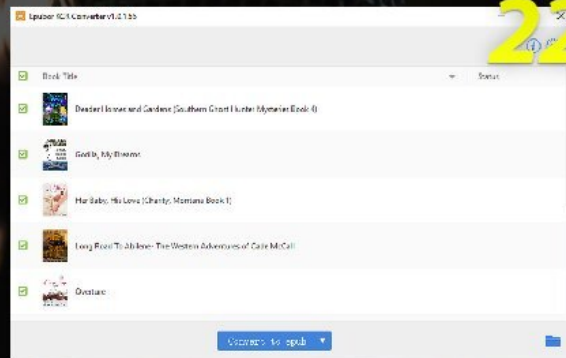 Epubor KCR Converter v1.0.1.55
22
Book Title
Status
Deader Homes and Gardens (Southern Ghost Hunter Mysteries Book 4)
Godzilla, My Dreams
Her Baby, His Love (Charity, Montana Book 1)
Long Road To Abilene- The Western Adventures of Cade McCall
Overture
Convert to epub